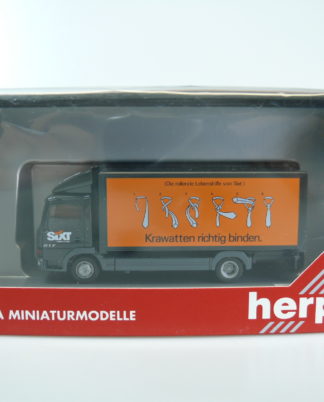 Krawatten richtig binden.
Sixt
A MINIATURMODELLE
herp